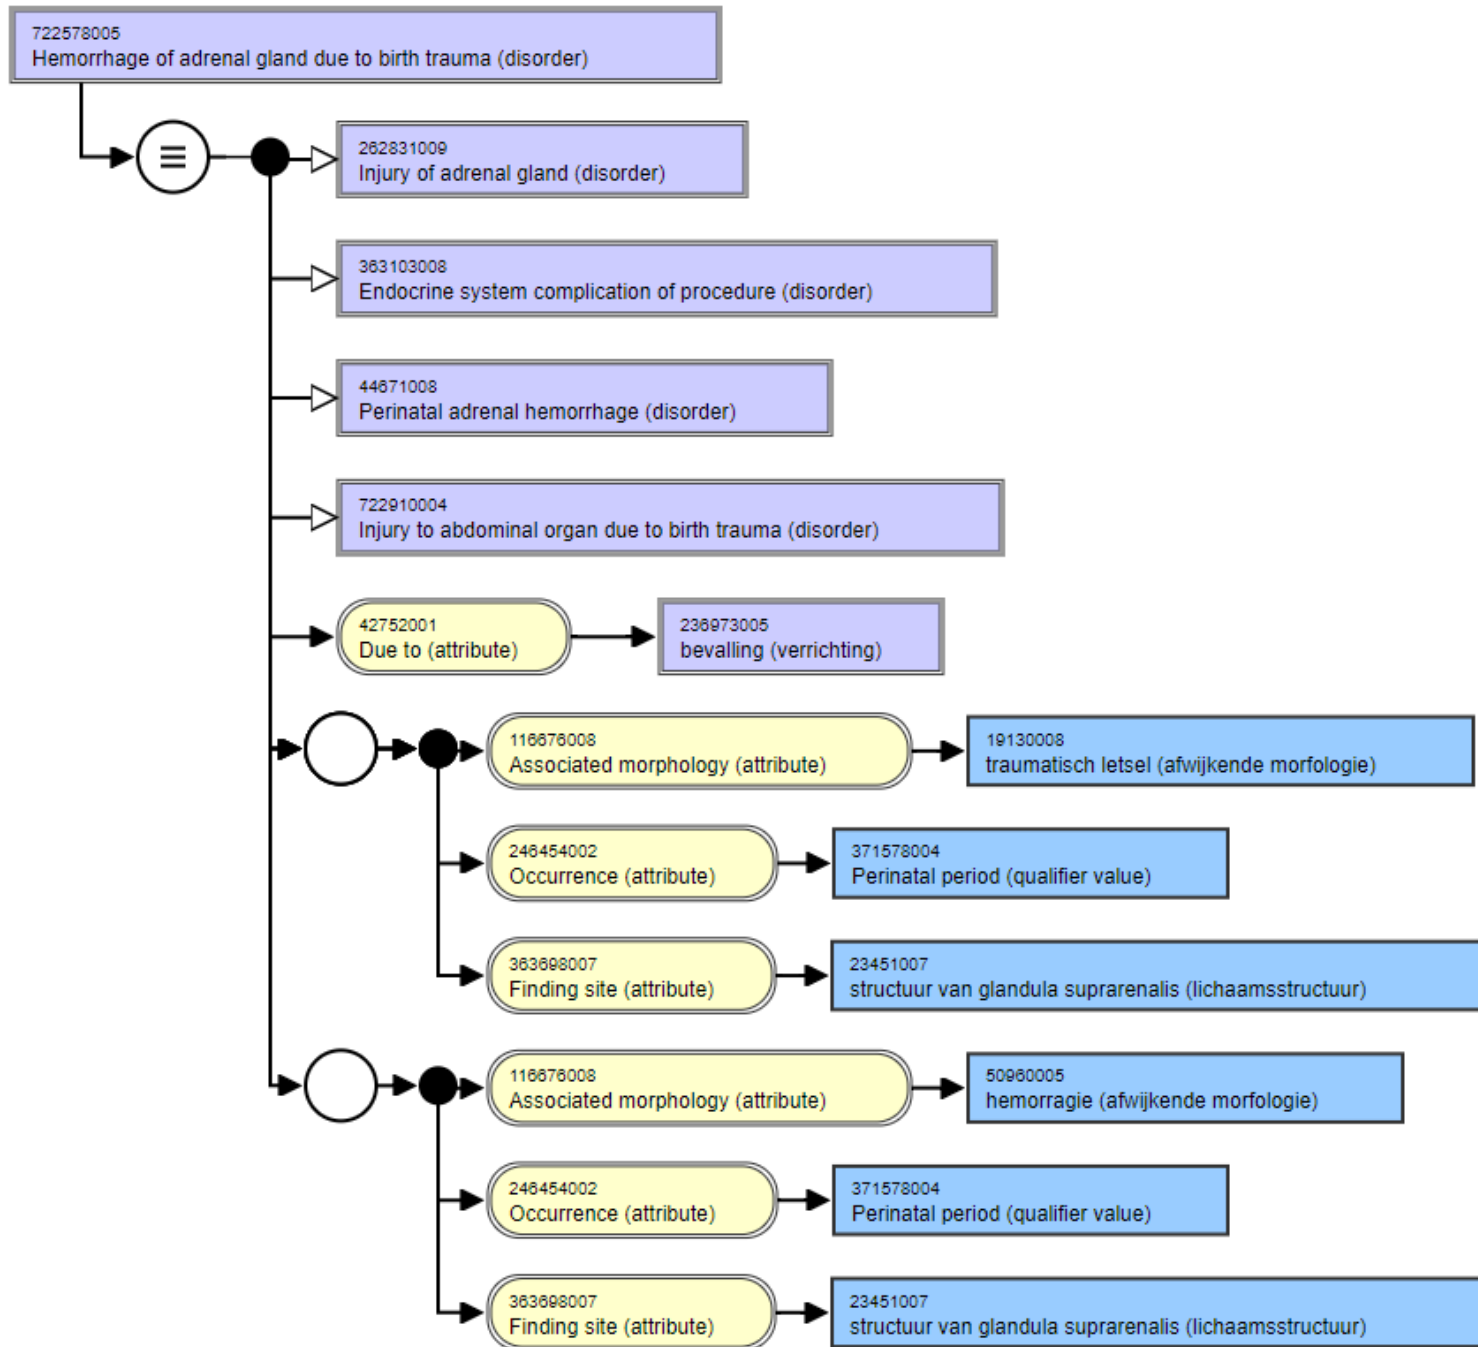 722578005
Hemorrhage of adrenal gland due to birth trauma (disorder)
262831009
Injury of adrenal gland (disorder)
363103008
Endocrine system complication of procedure (disorder)
44671008
Perinatal adrenal hemorrhage (disorder)
722910004
Injury to abdominal organ due to birth trauma (disorder)
42752001
Due to (attribute)
236973005
bevalling (verrichting)
116676008
Associated morphology (attribute)
19130008
traumatisch letsel (afwijkende morfologie)
246454002
Occurrence (attribute)
371578004
Perinatal period (qualifier value)
363698007
Finding site (attribute)
23451007
structuur van glandula suprarenalis (lichaamsstructuur)
116676008
Associated morphology (attribute)
50960005
hemorragie (afwijkende morfologie)
246454002
Occurrence (attribute)
371578004
Perinatal period (qualifier value)
363698007
Finding site (attribute)
23451007
structuur van glandula suprarenalis (lichaamsstructuur)